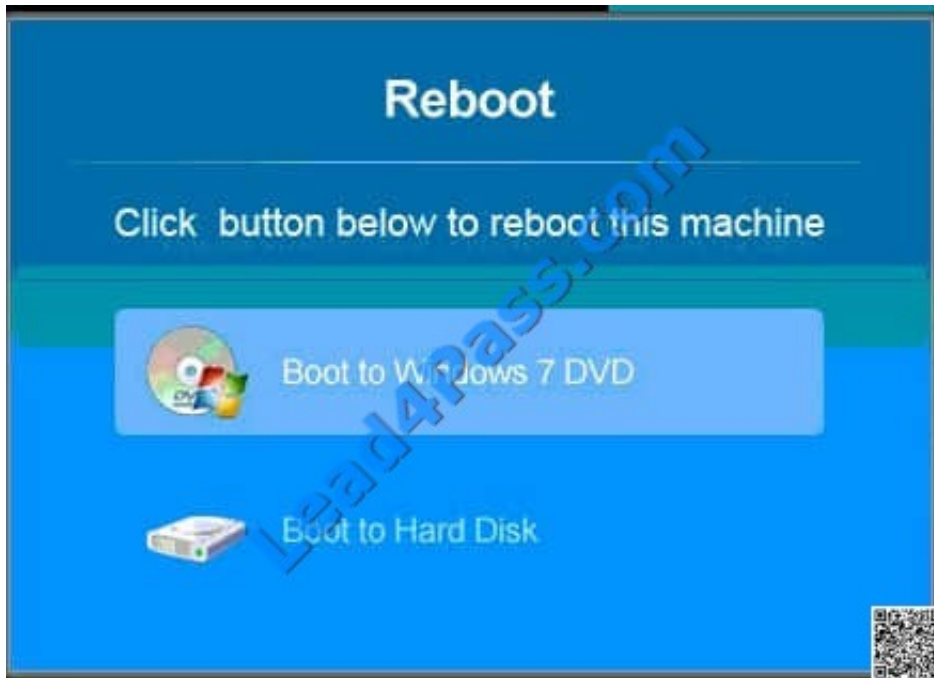 Reboot
Click button below to reboot this machine
Boot to Windows 7 DVD
Boot to Hard Disk
Lead4Pass.com